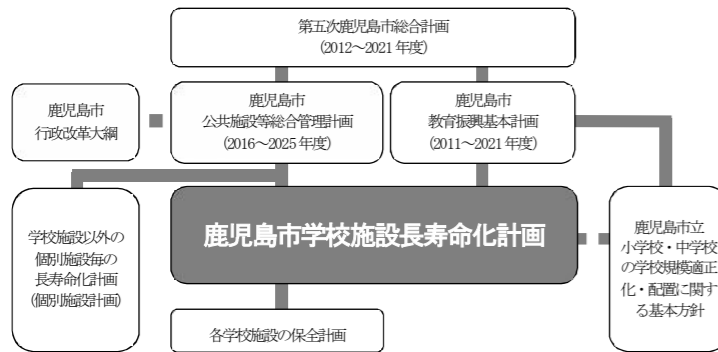 第五次鹿児島市総合計画
(2012～2021年度)
鹿児島市
行政改革大綱
鹿児島市
公共施設等総合管理計画
(2016～2025年度)
鹿児島市
教育振興基本計画
(2011～2021年度)
学校施設以外の
個別施設毎の
長寿命化計画
(個別施設計画)
鹿児島市学校施設長寿命化計画
鹿児島市立
小学校・中学校
の学校規模適正
化・配置に関す
る基本方針
各学校施設の保全計画